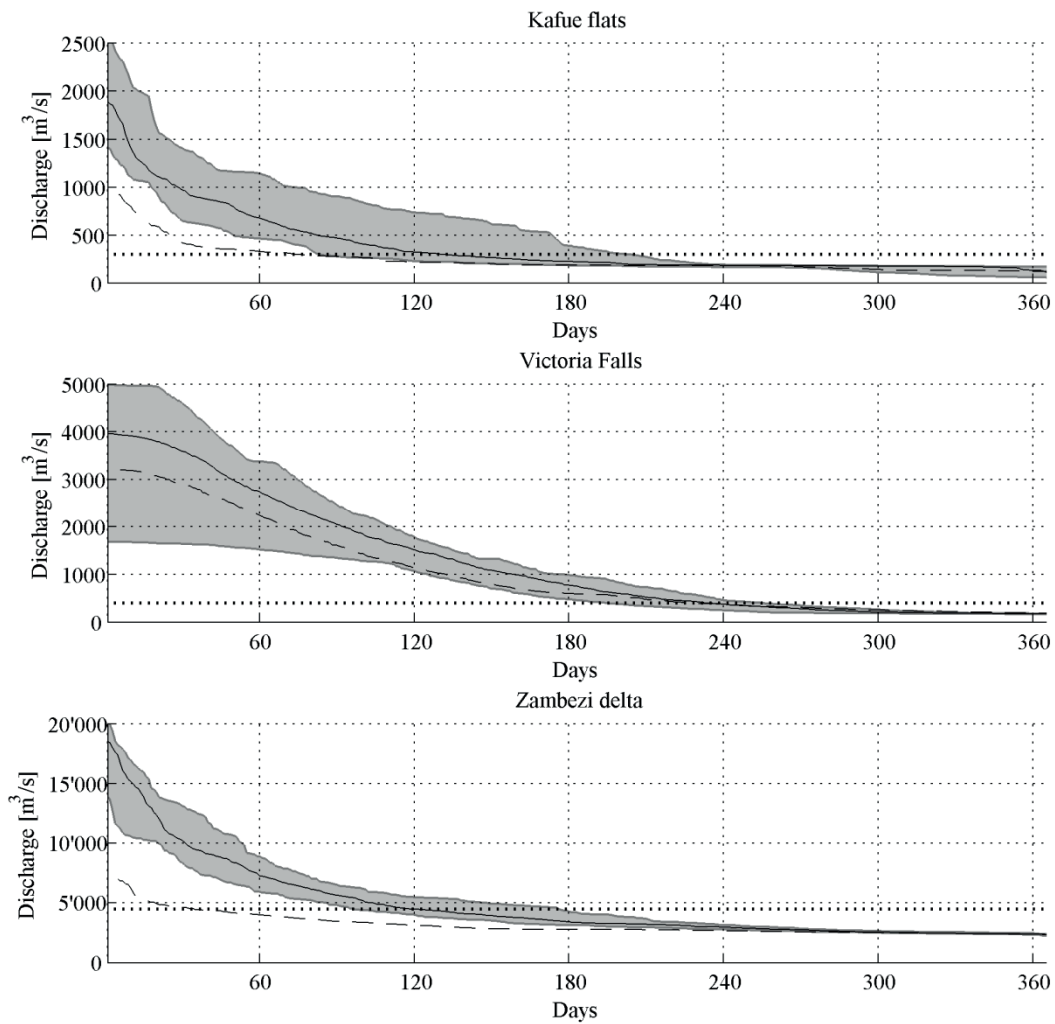 Kafue flats
2500
2000
1500
1000
500
0
Discharge [m³/s]
60 120 180 240 300 360
Days
Victoria Falls
5000
4000
3000
2000
1000
0
Discharge [m³/s]
60 120 180 240 300 360
Days
Zambezi delta
20'000
15'000
10'000
5'000
0
Discharge [m³/s]
60 120 180 240 300 360
Days